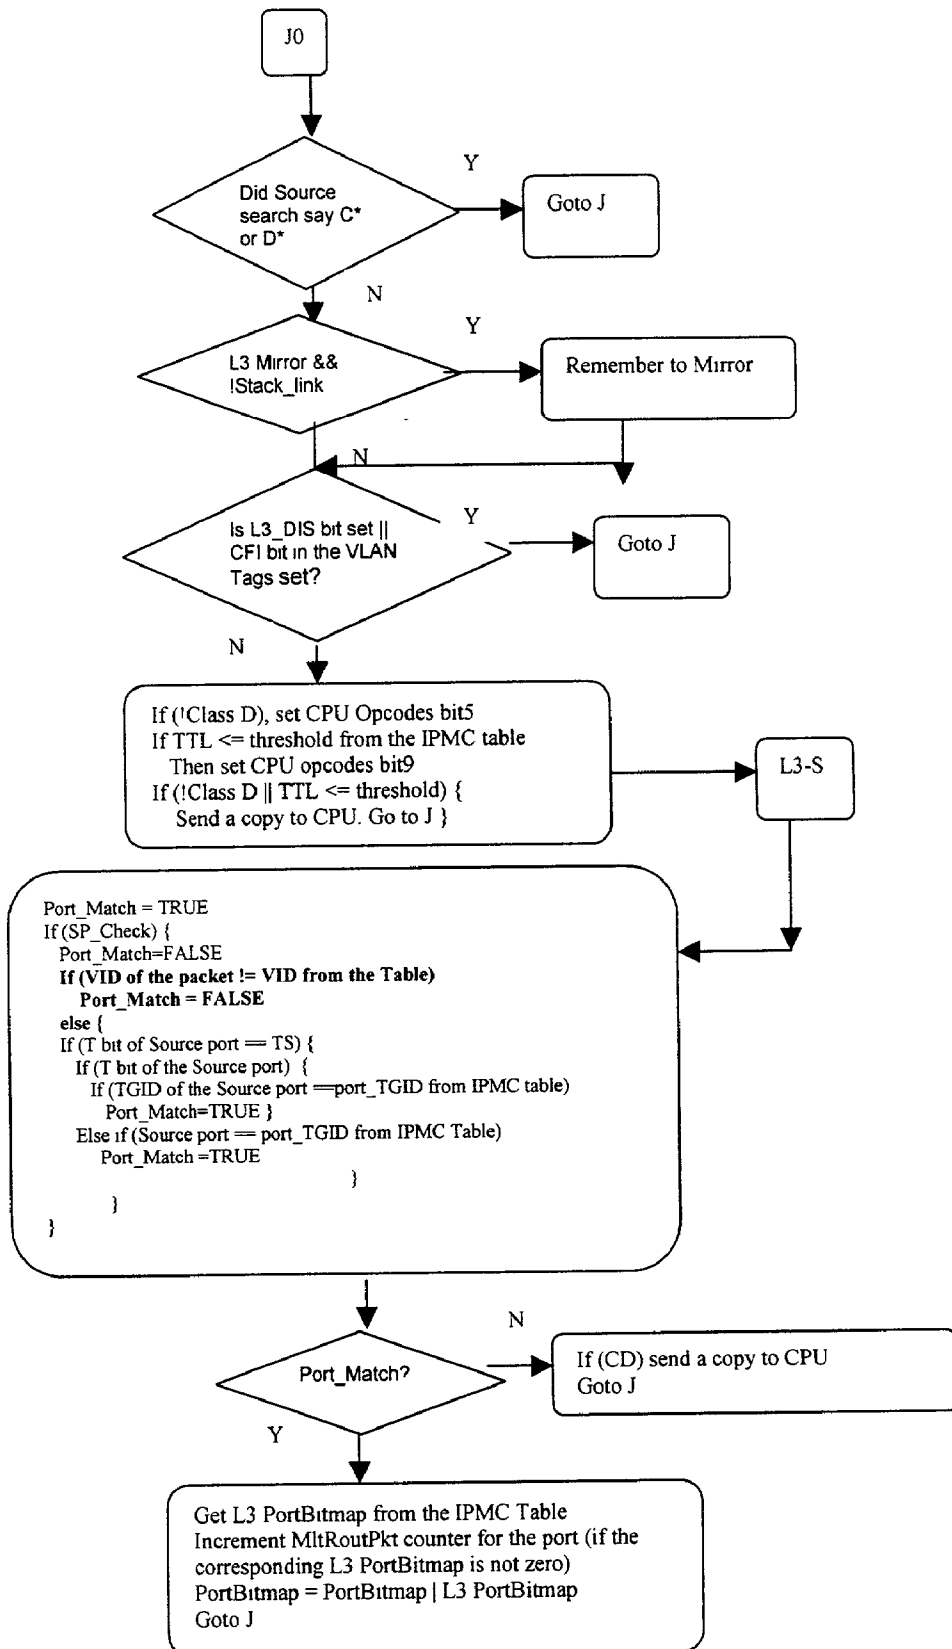 J0
Did Source
search say C*
or D*
Y
Goto J
N
L3 Mirror &&
!Stack_link
Y
Remember to Mirror
N
Is L3_DIS bit set ||
CFI bit in the VLAN
Tags set?
Y
Goto J
N
If (!Class D), set CPU Opcodes bit5
If TTL <= threshold from the IPMC table
Then set CPU opcodes bit9
If (!Class D || TTL <= threshold) {
Send a copy to CPU. Go to J }
L3-S
Port_Match = TRUE
If (SP_Check) {
Port_Match=FALSE
If (VID of the packet != VID from the Table)
Port_Match = FALSE
else {
If (T bit of Source port == TS) {
If (T bit of the Source port) {
If (TGID of the Source port ==port_TGID from IPMC table)
Port_Match=TRUE }
Else if (Source port == port_TGID from IPMC Table)
Port_Match =TRUE
}
}
}
Port_Match?
N
If (CD) send a copy to CPU
Goto J
Y
Get L3 PortBitmap from the IPMC Table
Increment MltRoutPkt counter for the port (if the
corresponding L3 PortBitmap is not zero)
PortBitmap = PortBitmap | L3 PortBitmap
Goto J